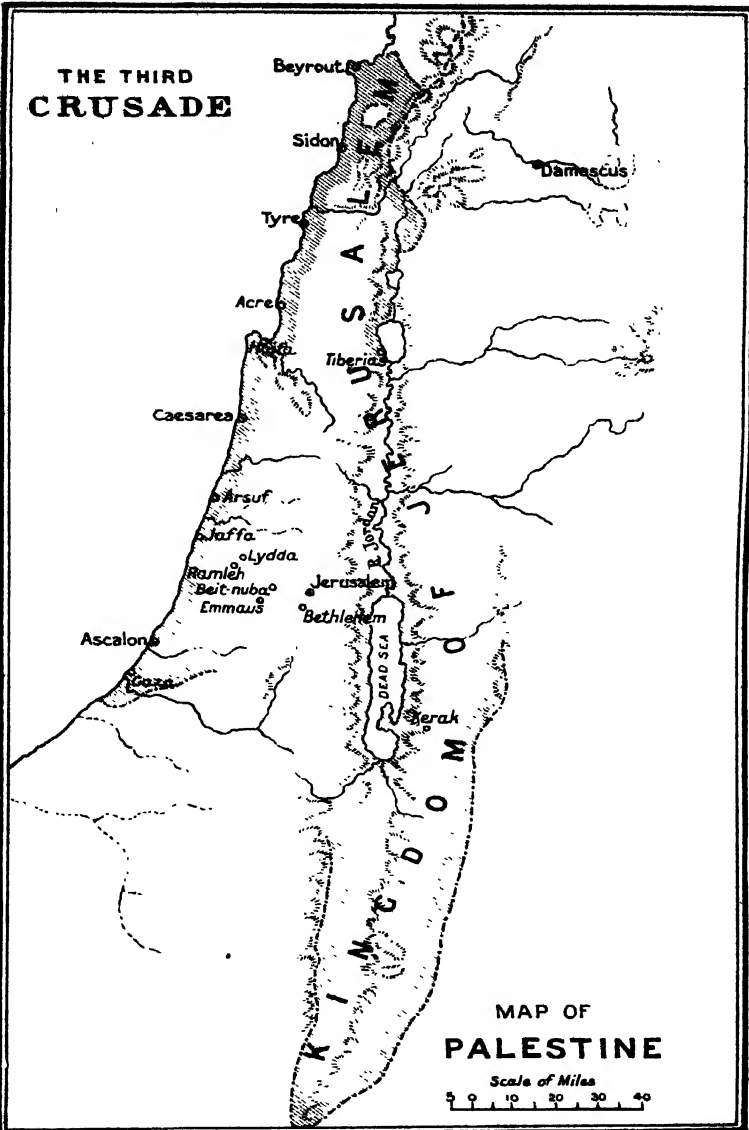 THE THIRD
CRUSADE
Beyrout
Sidon
Damascus
Tyre
Acre
Haifa
Tiberias
Caesarea
Arsuf
Jaffa
Lydda
Ramleh
Beit-nuba
Emmaus
Jerusalem
Bethlehem
R. Jordan
Ascalon
Gaza
DEAD SEA
Kerak
KINGDOM OF JERUSALEM
MAP OF
PALESTINE
Scale of Miles
5 0 10 20 30 40